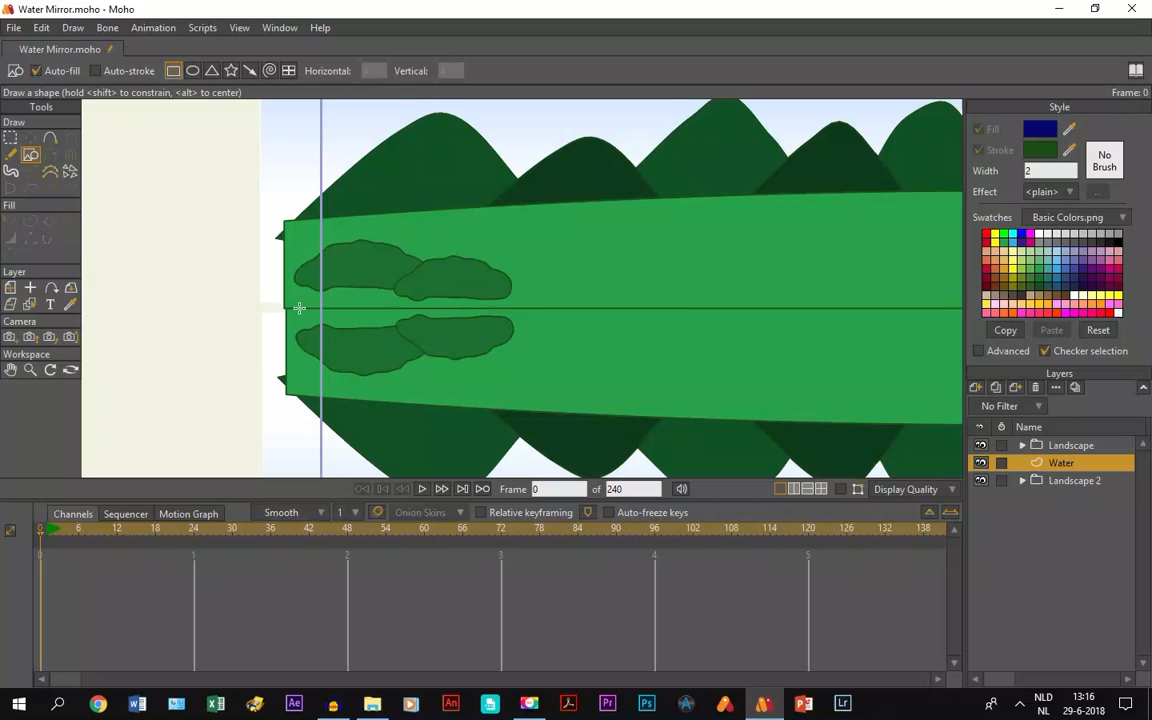 Water Mirror.moho - Moho
File Edit Draw Bone Animation Scripts View Window Help
Water Mirror.moho
Auto-fill Auto-stroke Horizontal: Vertical:
Draw a shape (hold <shift> to constrain, <alt> to center) Frame: 0
Tools Style
Draw
Fill
Stroke
No Brush
Width 2
Effect <plain> ...
Fill
Swatches Basic Colors.png
Layer
T
Camera
Copy Paste Reset
Workspace
Advanced Checker selection
Layers
No Filter
Name
Landscape
Water
Landscape 2
Frame 0 of 240 Display Quality
Channels Sequencer Motion Graph Smooth 1 Onion Skins Relative keyframing Auto-freeze keys
0 6 12 18 24 30 36 42 48 54 60 66 72 78 84 90 96 102 108 114 120 126 132 138
0 1 2 3 4 5
NLD 13:16
NL 29-6-2018